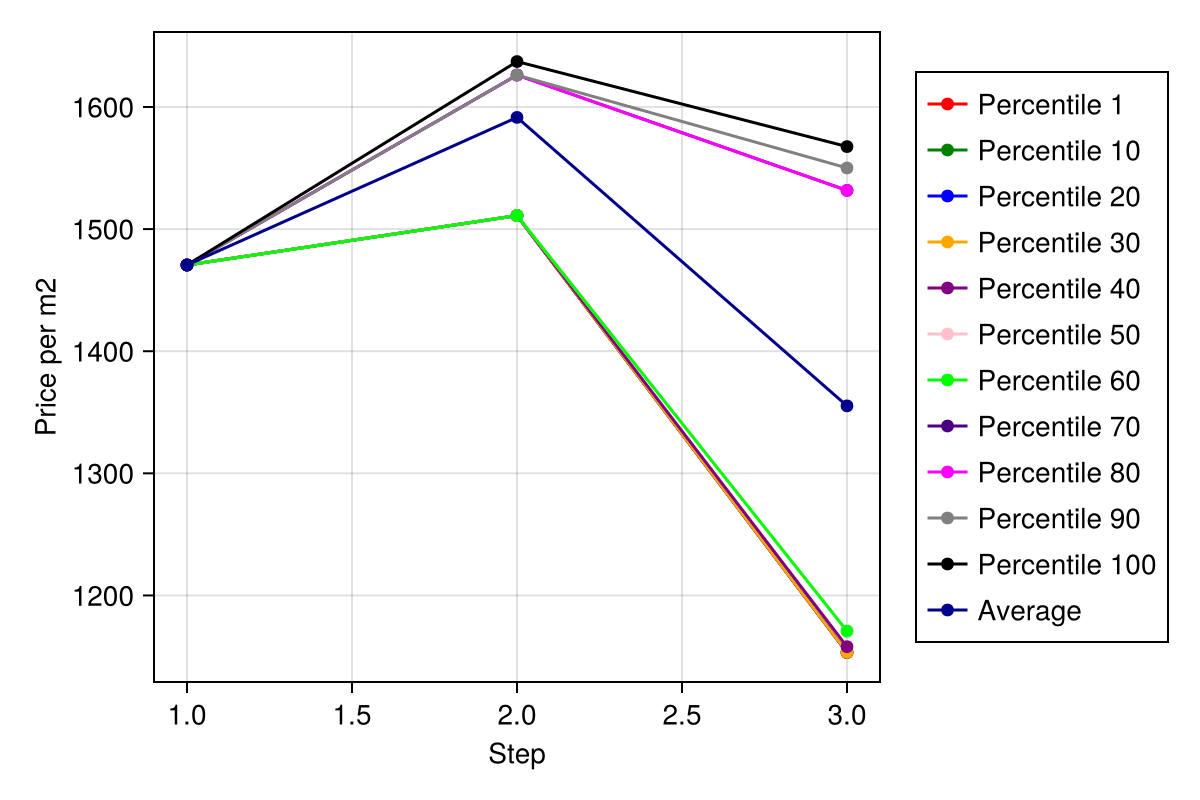 1600
1500
1400
1300
1200
Price per m2
1.0 1.5 2.0 2.5 3.0
Step
Percentile 1
Percentile 10
Percentile 20
Percentile 30
Percentile 40
Percentile 50
Percentile 60
Percentile 70
Percentile 80
Percentile 90
Percentile 100
Average